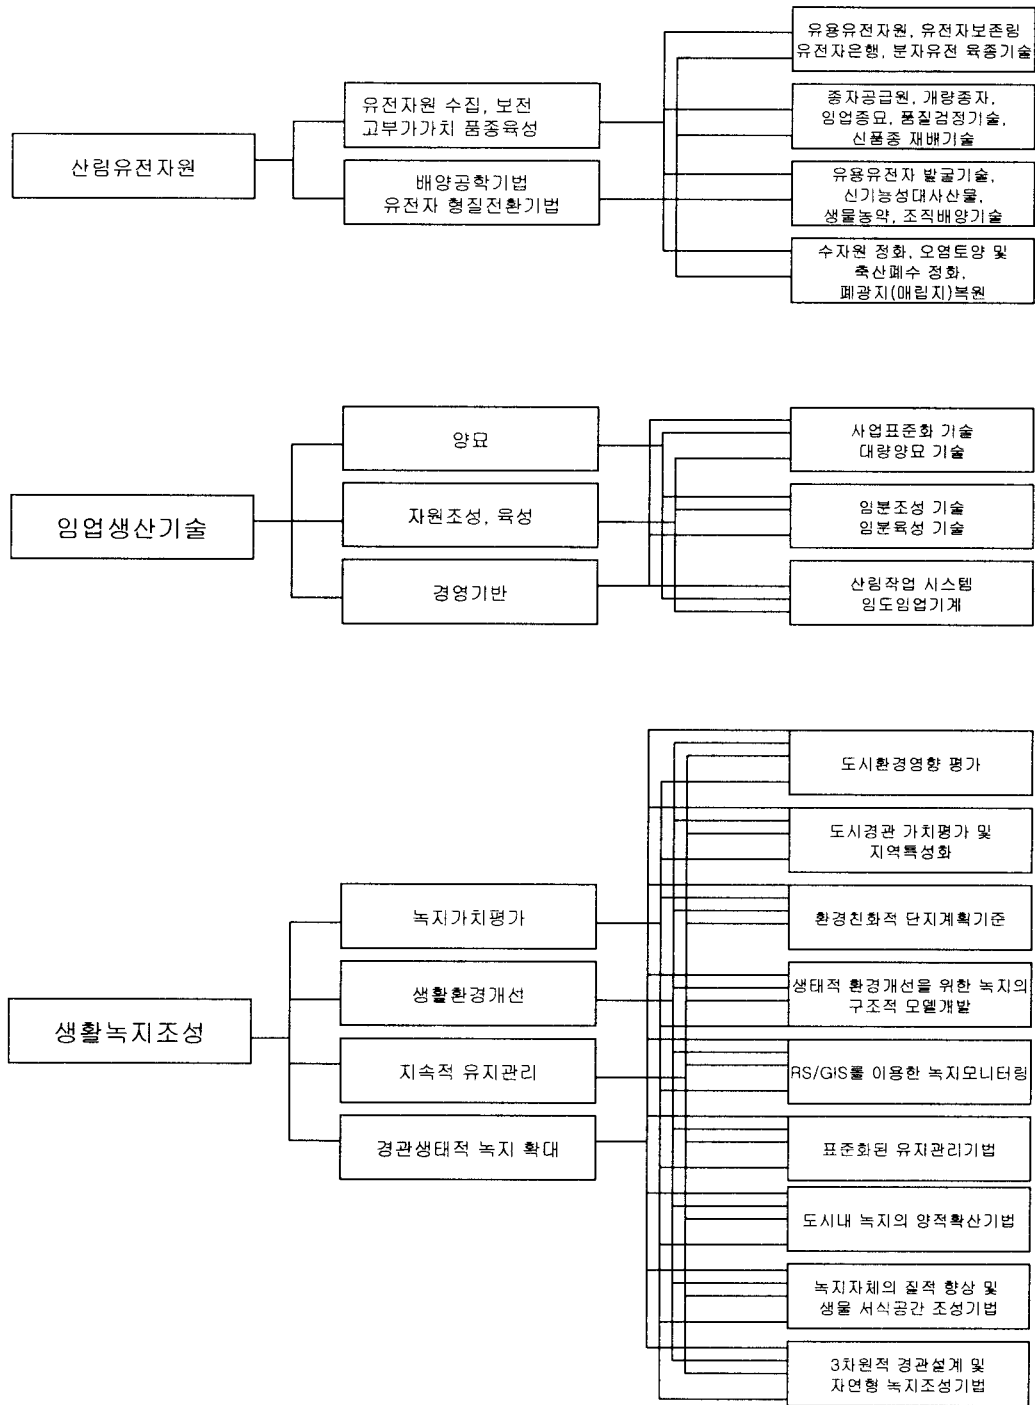 산림유전자원
유전자원 수집, 보전
고부가가치 품종육성
배양공학기법
유전자 형질전환기법
유용유전자원, 유전자보존림
유전자은행, 분자유전 육종기술
종자공급원, 개량종자,
임업종묘, 품질검정기술,
신품종 재배기술
유용유전자 발굴기술,
신기능성대사산물,
생물농약, 조직배양기술
수자원 정화, 오염토양 및
축산폐수 정화,
폐광지(매립지)복원
임업생산기술
양묘
자원조성, 육성
경영기반
사업표준화 기술
대량양묘 기술
임분조성 기술
임분육성 기술
산림작업 시스템
임도임업기계
생활녹지조성
녹지가치평가
생활환경개선
지속적 유지관리
경관생태적 녹지 확대
도시환경영향 평가
도시경관 가치평가 및
지역특성화
환경친화적 단지계획기준
생태적 환경개선을 위한 녹지의
구조적 모델개발
RS/GIS를 이용한 녹지모니터링
표준화된 유지관리기법
도시내 녹지의 양적확산기법
녹지자체의 질적 향상 및
생물 서식공간 조성기법
3차원적 경관설계 및
자연형 녹지조성기법